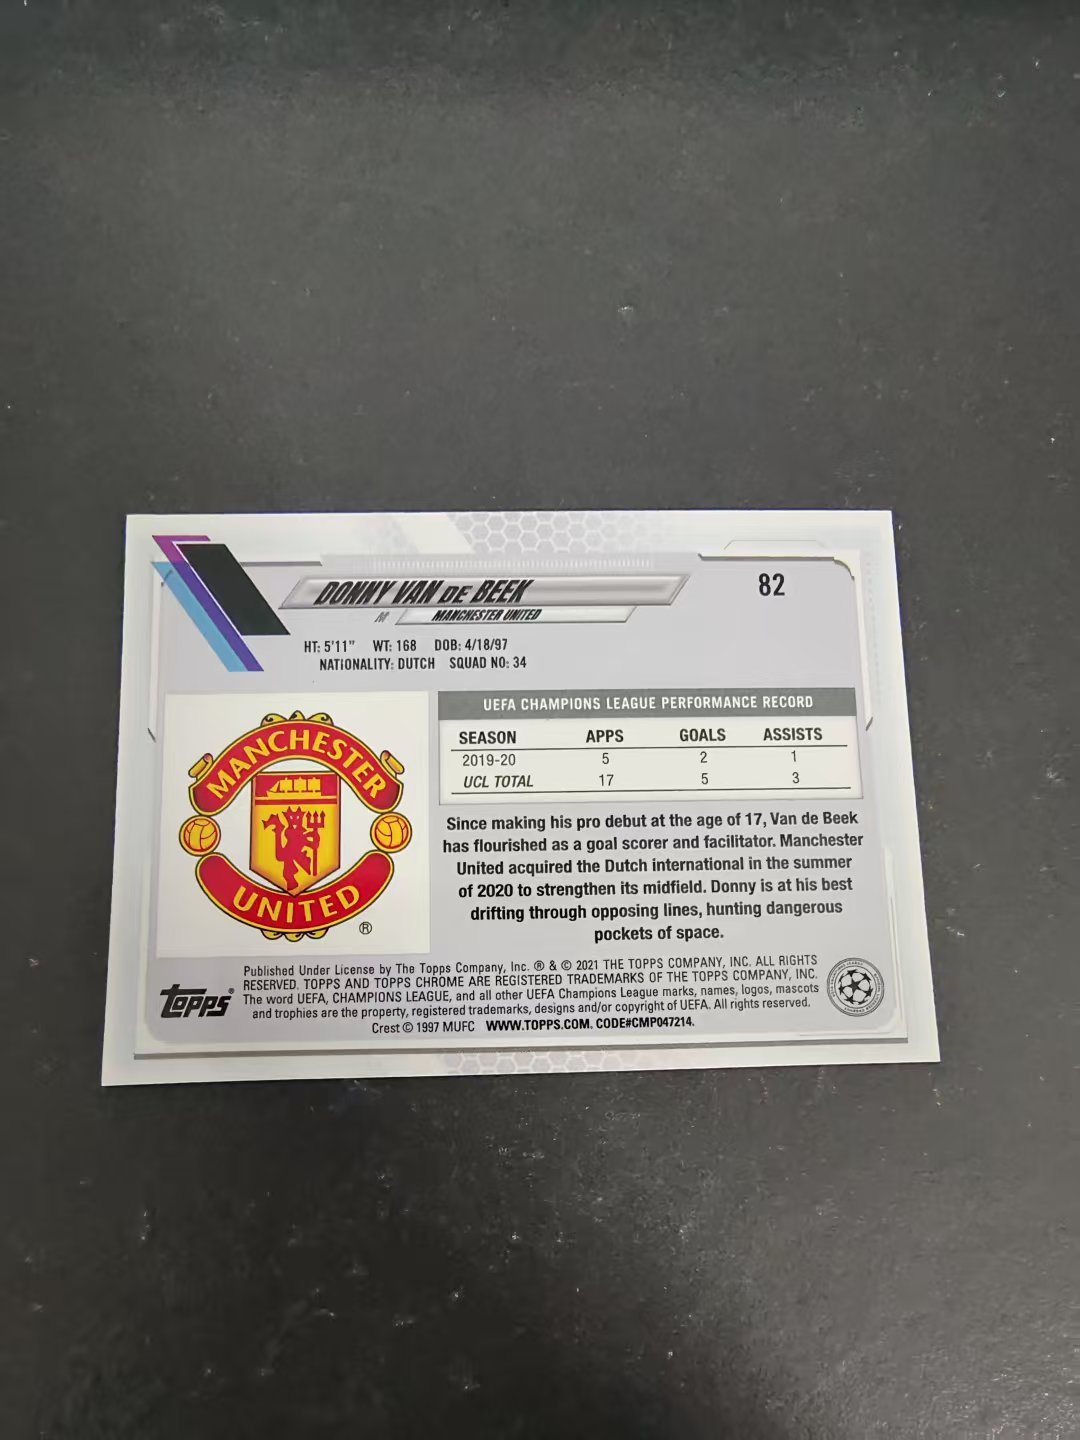 DONNY VAN DE BEEK
82
M
MANCHESTER UNITED
HT: 5'11" WT: 168 DOB: 4/18/97
NATIONALITY: DUTCH SQUAD NO: 34
MANCHESTER
UNITED
®
UEFA CHAMPIONS LEAGUE PERFORMANCE RECORD
SEASON APPS GOALS ASSISTS
2019-20 5 2 1
UCL TOTAL 17 5 3
Since making his pro debut at the age of 17, Van de Beek
has flourished as a goal scorer and facilitator. Manchester
United acquired the Dutch international in the summer
of 2020 to strengthen its midfield. Donny is at his best
drifting through opposing lines, hunting dangerous
pockets of space.
Topps®
Published Under License by The Topps Company, Inc. ® & © 2021 THE TOPPS COMPANY, INC. ALL RIGHTS
RESERVED. TOPPS AND TOPPS CHROME ARE REGISTERED TRADEMARKS OF THE TOPPS COMPANY, INC.
The word UEFA, CHAMPIONS LEAGUE, and all other UEFA Champions League marks, names, logos, mascots
and trophies are the property, registered trademarks, designs and/or copyright of UEFA. All rights reserved.
Crest © 1997 MUFC WWW.TOPPS.COM. CODE#CMP047214.